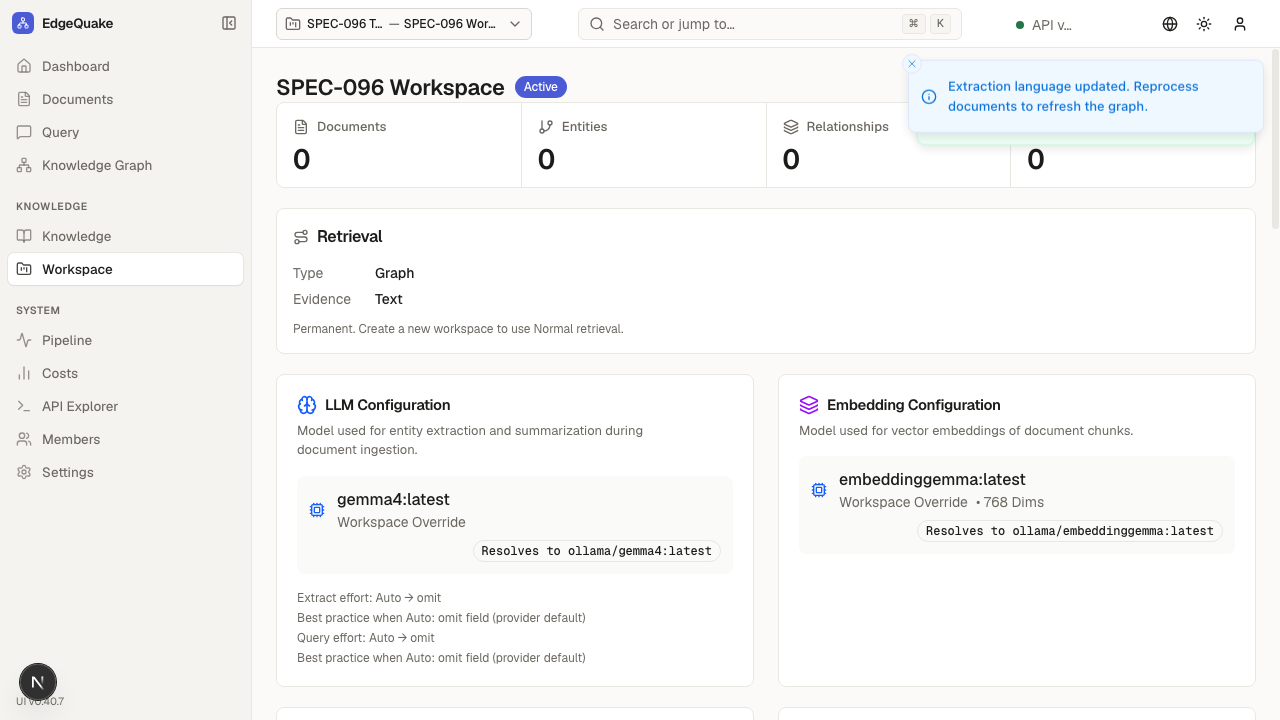 EdgeQuake
SPEC-096 T... — SPEC-096 Wor...
Search or jump to...
⌘ K
API v...
Dashboard
Documents
Query
Knowledge Graph
KNOWLEDGE
Knowledge
Workspace
SYSTEM
Pipeline
Costs
API Explorer
Members
Settings
N
SPEC-096 Workspace
Active
Extraction language updated. Reprocess
documents to refresh the graph.
Documents
0
Entities
0
Relationships
0
0
Retrieval
Type Graph
Evidence Text
Permanent. Create a new workspace to use Normal retrieval.
LLM Configuration
Model used for entity extraction and summarization during
document ingestion.
gemma4:latest
Workspace Override
Resolves to ollama/gemma4:latest
Extract effort: Auto → omit
Best practice when Auto: omit field (provider default)
Query effort: Auto → omit
Best practice when Auto: omit field (provider default)
Embedding Configuration
Model used for vector embeddings of document chunks.
embeddinggemma:latest
Workspace Override • 768 Dims
Resolves to ollama/embeddinggemma:latest